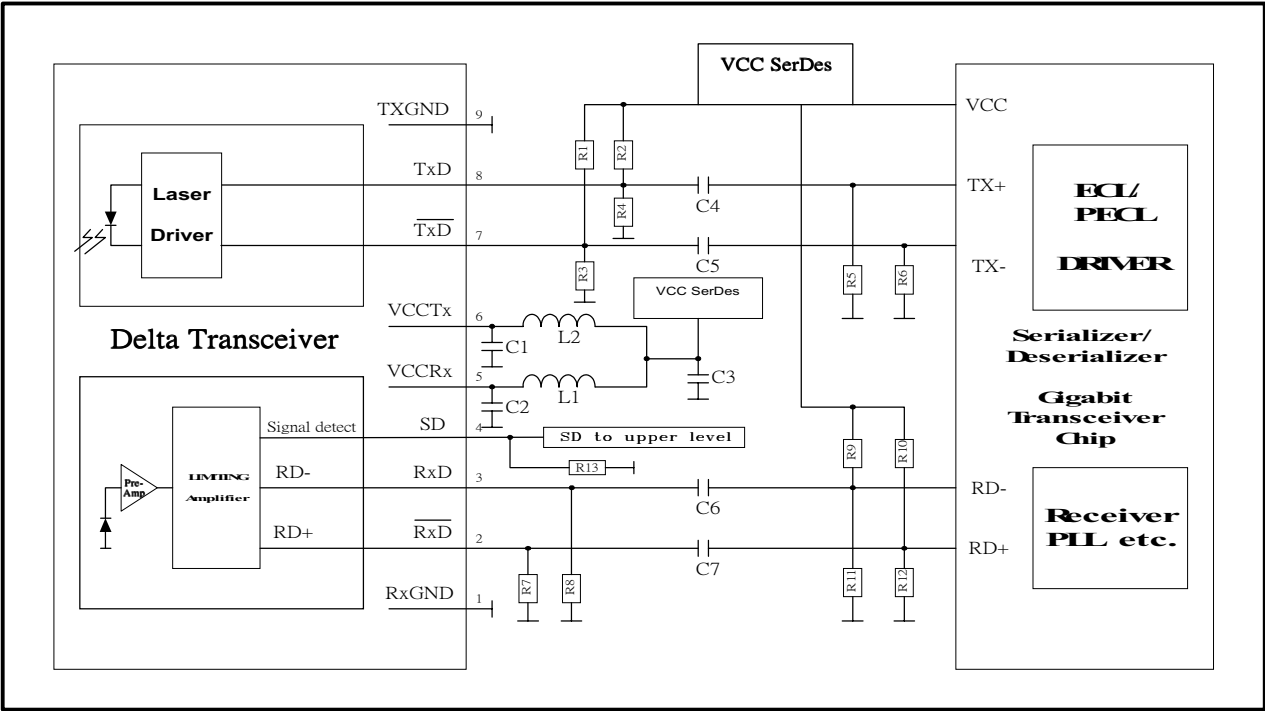 VCC SerDes
TXGND 9
VCC
R1
R2
Laser
Driver
TxD 8
C4
TX+
ECL/
PECL
DRIVER
R4
TxD 7
C5
TX-
R3
R5
R6
VCC SerDes
VCCTx 6
C1
L2
Delta Transceiver
Serializer/
Deserializer
VCCRx 5
C2
L1
C3
Gigabit
Transceiver
Chip
Signal detect
SD 4
SD to upper level
R9
R10
R13
Pre-
Amp
LIMITING
Amplifier
RD-
RxD 3
C6
RD-
Receiver
PLL etc.
RD+
RxD 2
C7
RD+
R7
R8
R11
R12
RxGND 1